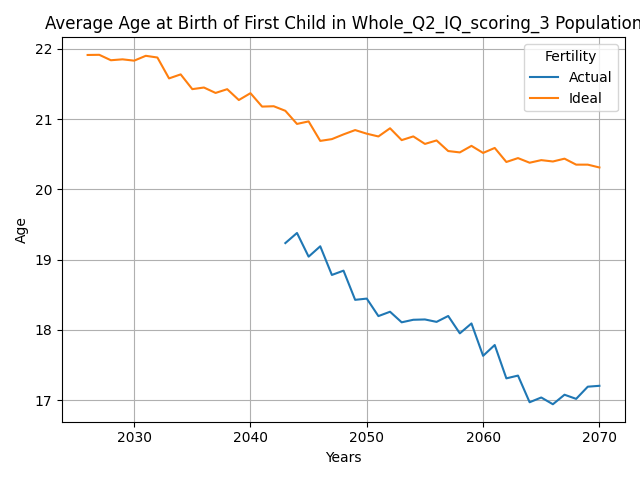 Average Age at Birth of First Child in Whole_Q2_IQ_scoring_3 Population
Fertility
Actual
Ideal
22
21
20
19
18
17
Age
2030
2040
2050
2060
2070
Years